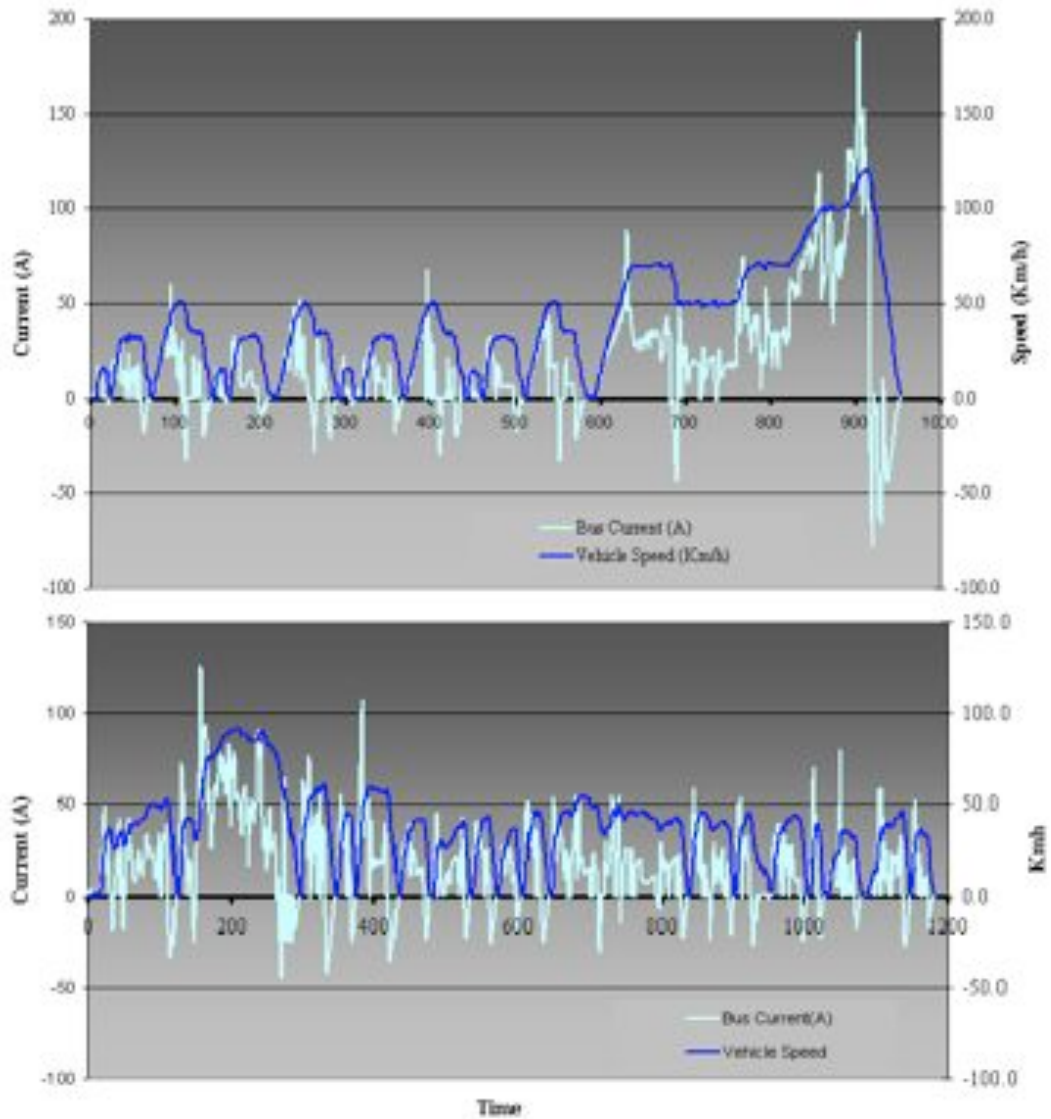 200
200.0
150
150.0
100
100.0
50
50.0
0
0.0
-50
-50.0
-100
-100.0
0 100 200 300 400 500 600 700 800 900 1000
Current (A)
Speed (Km/h)
Bus Current (A)
Vehicle Speed (Km/h)
150
150.0
100
100.0
50
50.0
0
0.0
-50
-50.0
-100
-100.0
0 200 400 600 800 1000 1200
Current (A)
Kmh
Bus Current(A)
Vehicle Speed
Time